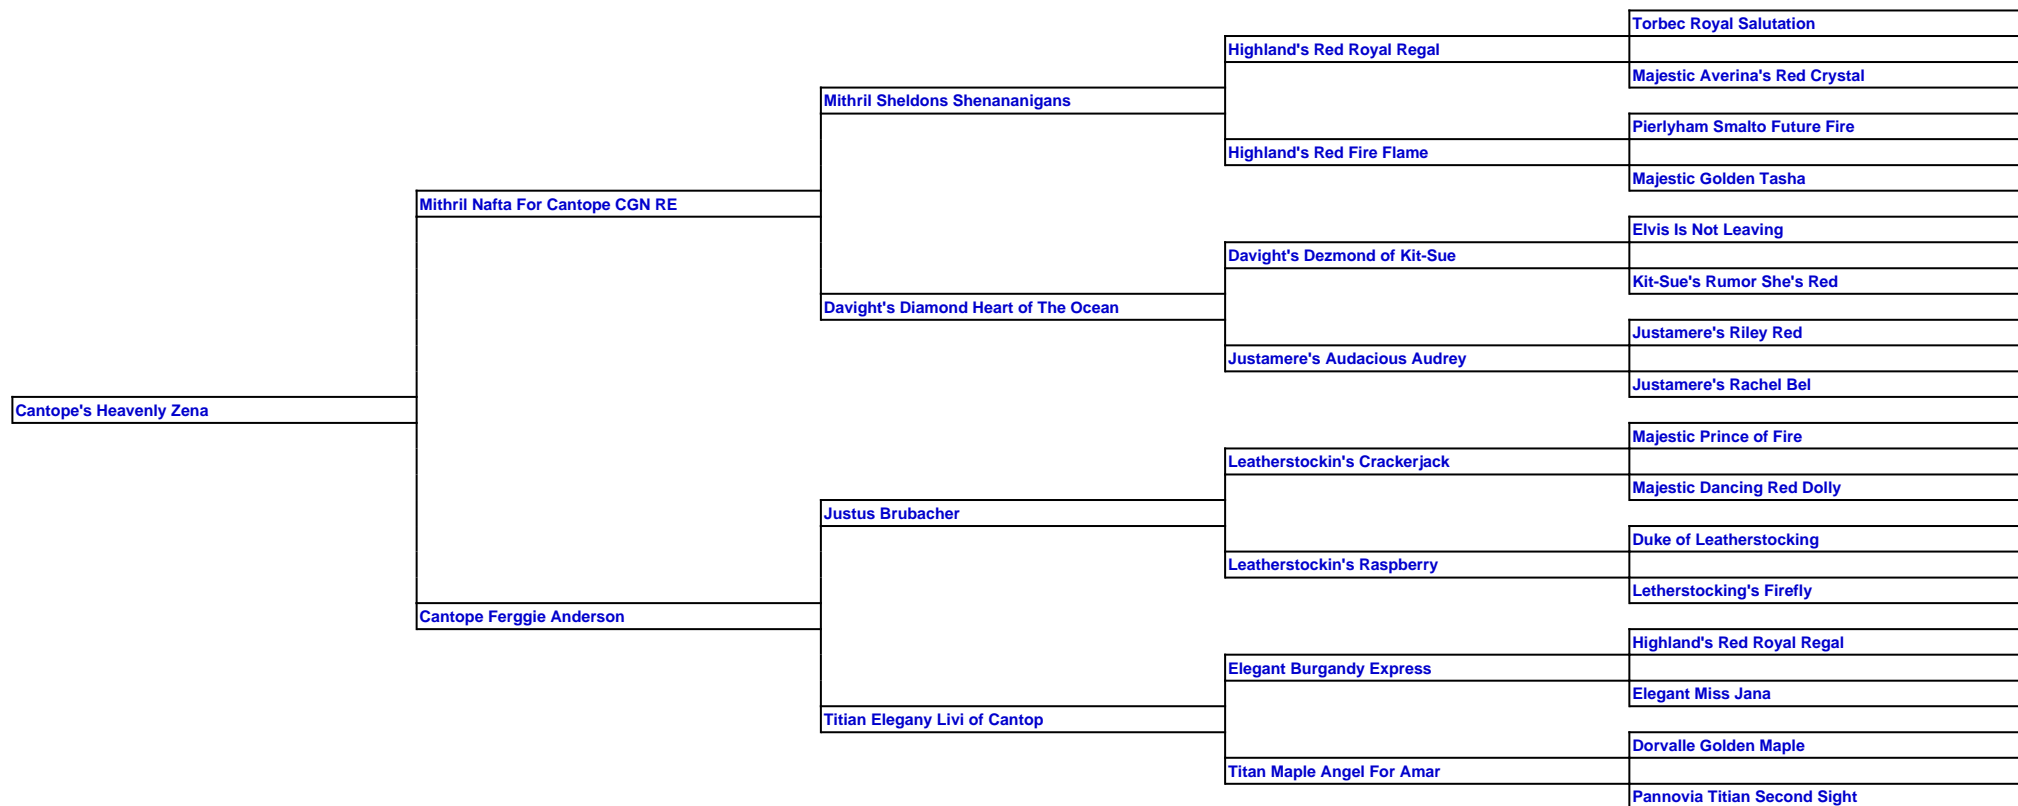 Torbec Royal Salutation
Highland's Red Royal Regal
Majestic Averina's Red Crystal
Mithril Sheldons Shenananigans
Pierlyham Smalto Future Fire
Highland's Red Fire Flame
Majestic Golden Tasha
Mithril Nafta For Cantope CGN RE
Elvis Is Not Leaving
Davight's Dezmond of Kit-Sue
Kit-Sue's Rumor She's Red
Davight's Diamond Heart of The Ocean
Justamere's Riley Red
Justamere's Audacious Audrey
Justamere's Rachel Bel
Cantope's Heavenly Zena
Majestic Prince of Fire
Leatherstockin's Crackerjack
Majestic Dancing Red Dolly
Justus Brubacher
Duke of Leatherstocking
Leatherstockin's Raspberry
Letherstocking's Firefly
Cantope Ferggie Anderson
Highland's Red Royal Regal
Elegant Burgandy Express
Elegant Miss Jana
Titian Elegany Livi of Cantop
Dorvalle Golden Maple
Titan Maple Angel For Amar
Pannovia Titian Second Sight